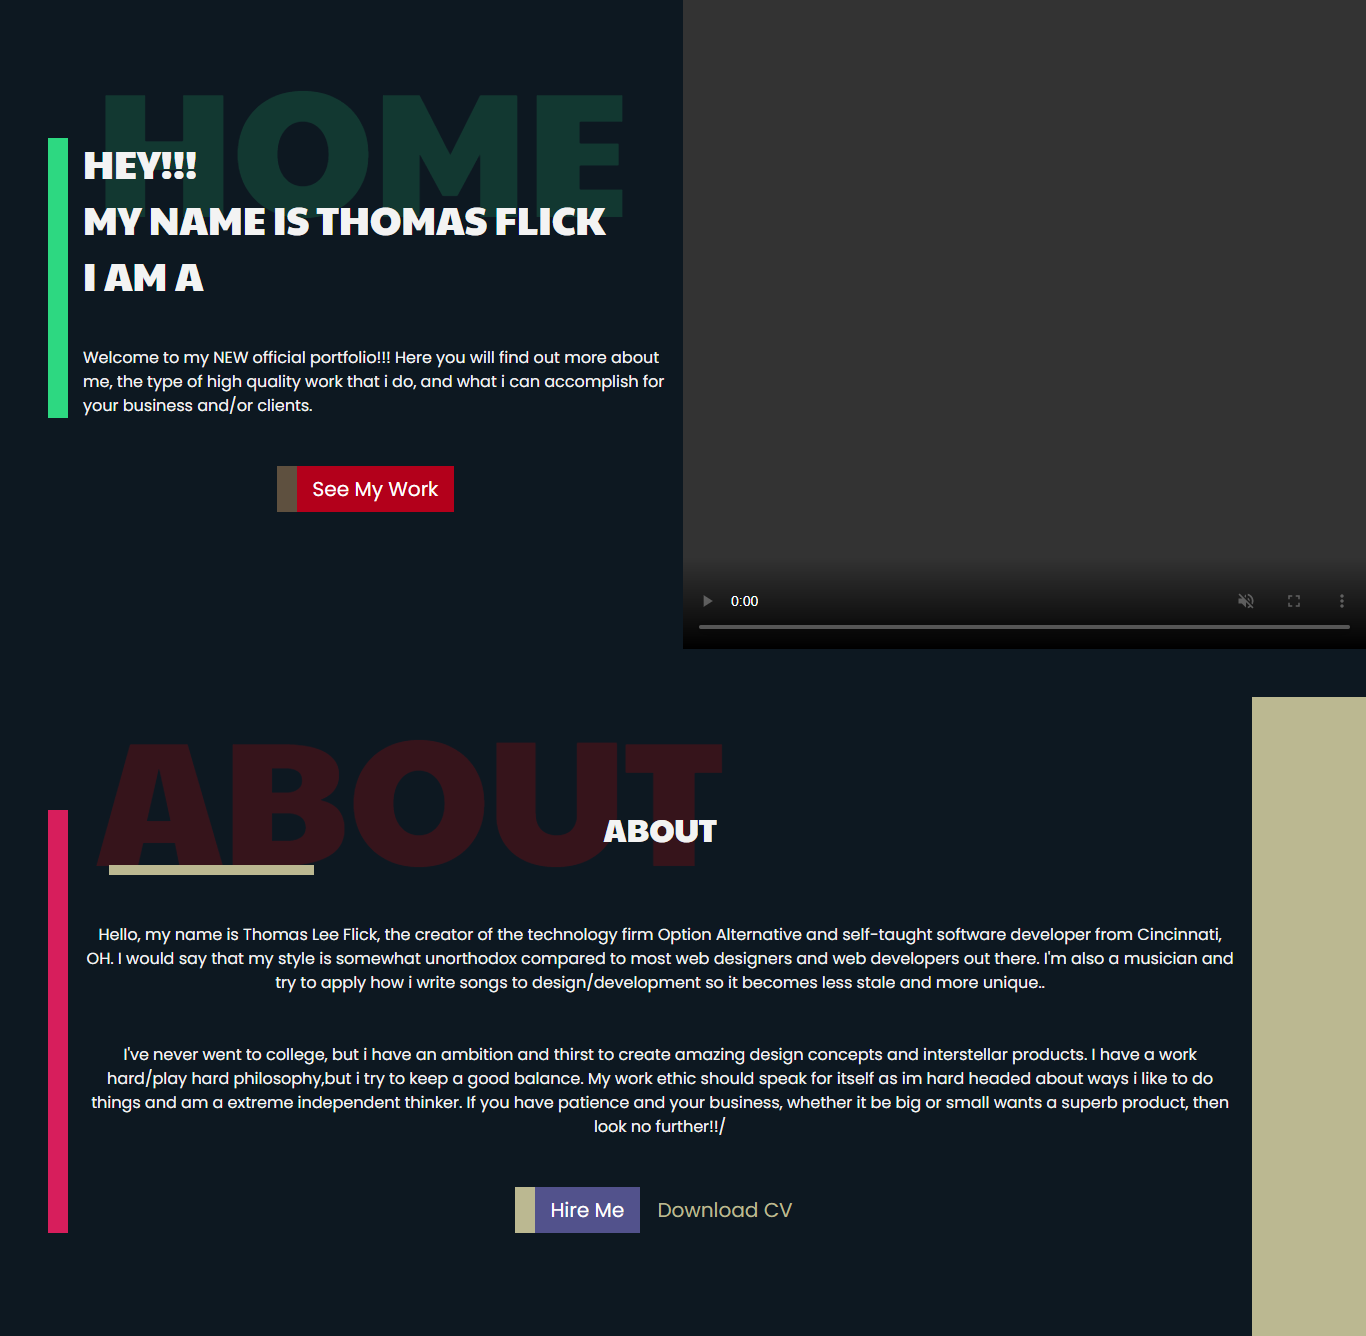 HOME
HEY!!!
MY NAME IS THOMAS FLICK
I AM A
Welcome to my NEW official portfolio!!! Here you will find out more about
me, the type of high quality work that i do, and what i can accomplish for
your business and/or clients.
See My Work
0:00
ABOUT
ABOUT
Hello, my name is Thomas Lee Flick, the creator of the technology firm Option Alternative and self-taught software developer from Cincinnati,
OH. I would say that my style is somewhat unorthodox compared to most web designers and web developers out there. I'm also a musician and
try to apply how i write songs to design/development so it becomes less stale and more unique..
I've never went to college, but i have an ambition and thirst to create amazing design concepts and interstellar products. I have a work
hard/play hard philosophy,but i try to keep a good balance. My work ethic should speak for itself as im hard headed about ways i like to do
things and am a extreme independent thinker. If you have patience and your business, whether it be big or small wants a superb product, then
look no further!!/
Hire Me
Download CV